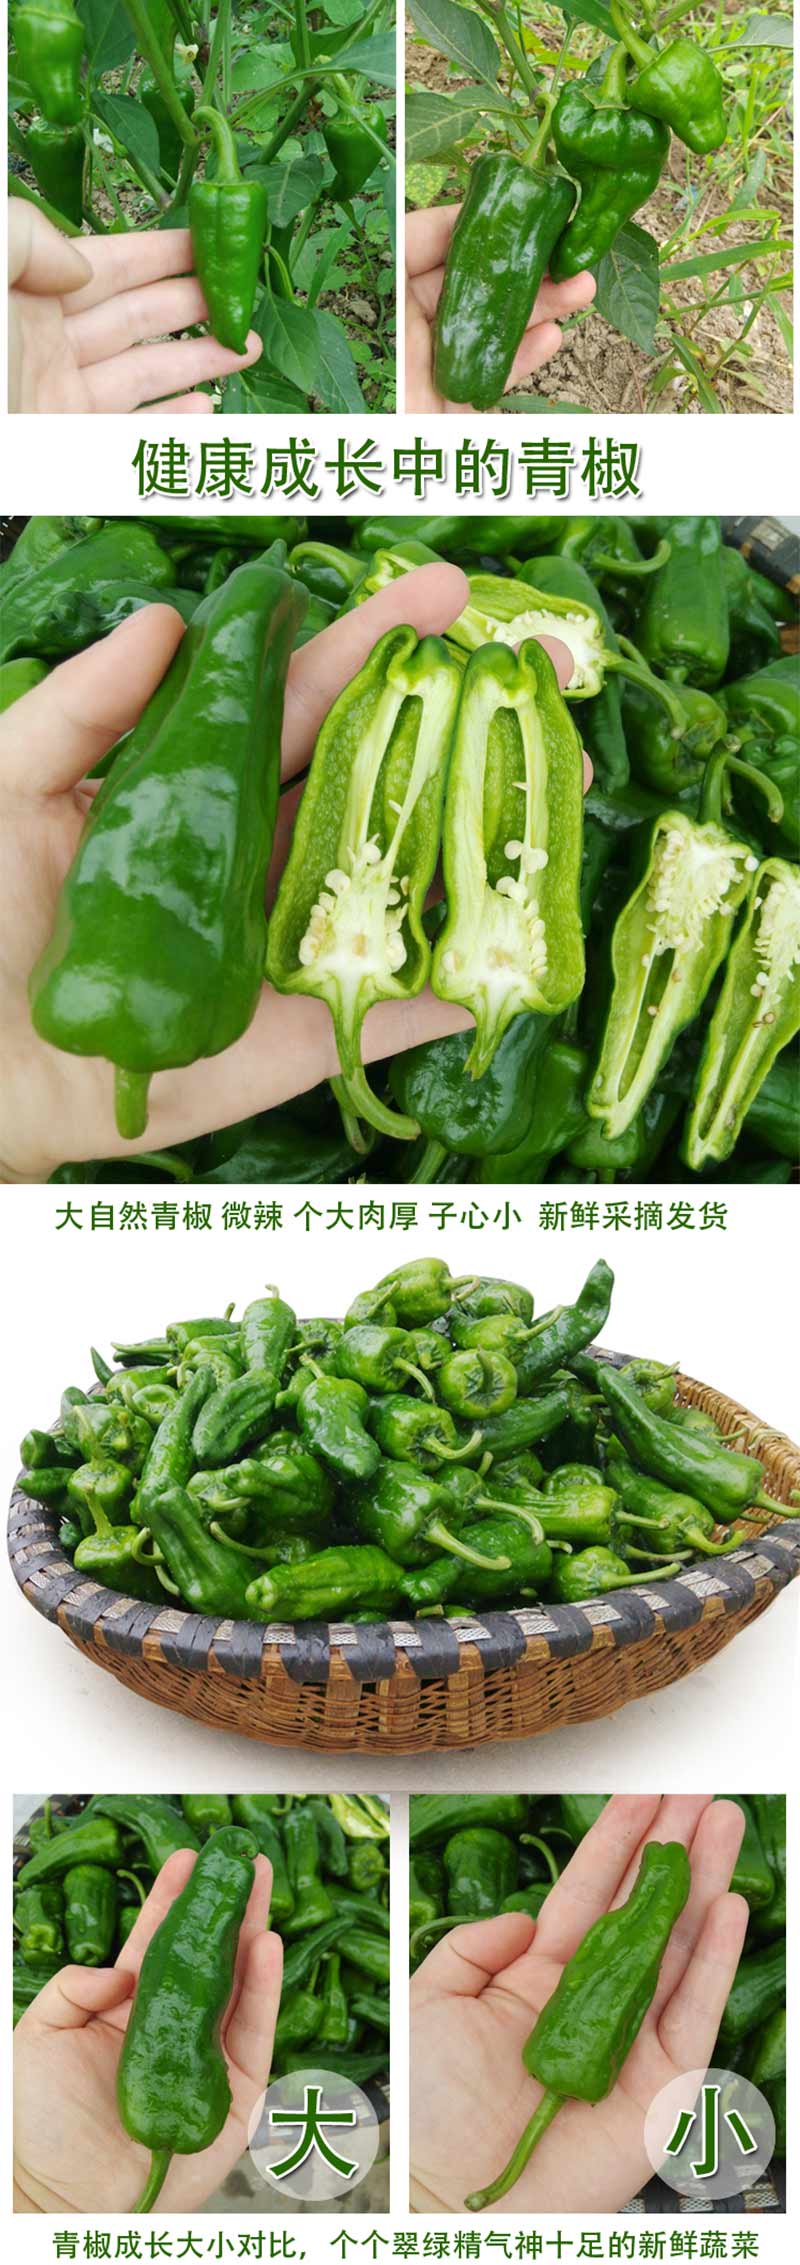 健康成长中的青椒
大自然青椒 微辣 个大肉厚 子心小 新鲜采摘发货
大
小
青椒成长大小对比，个个翠绿精气神十足的新鲜蔬菜